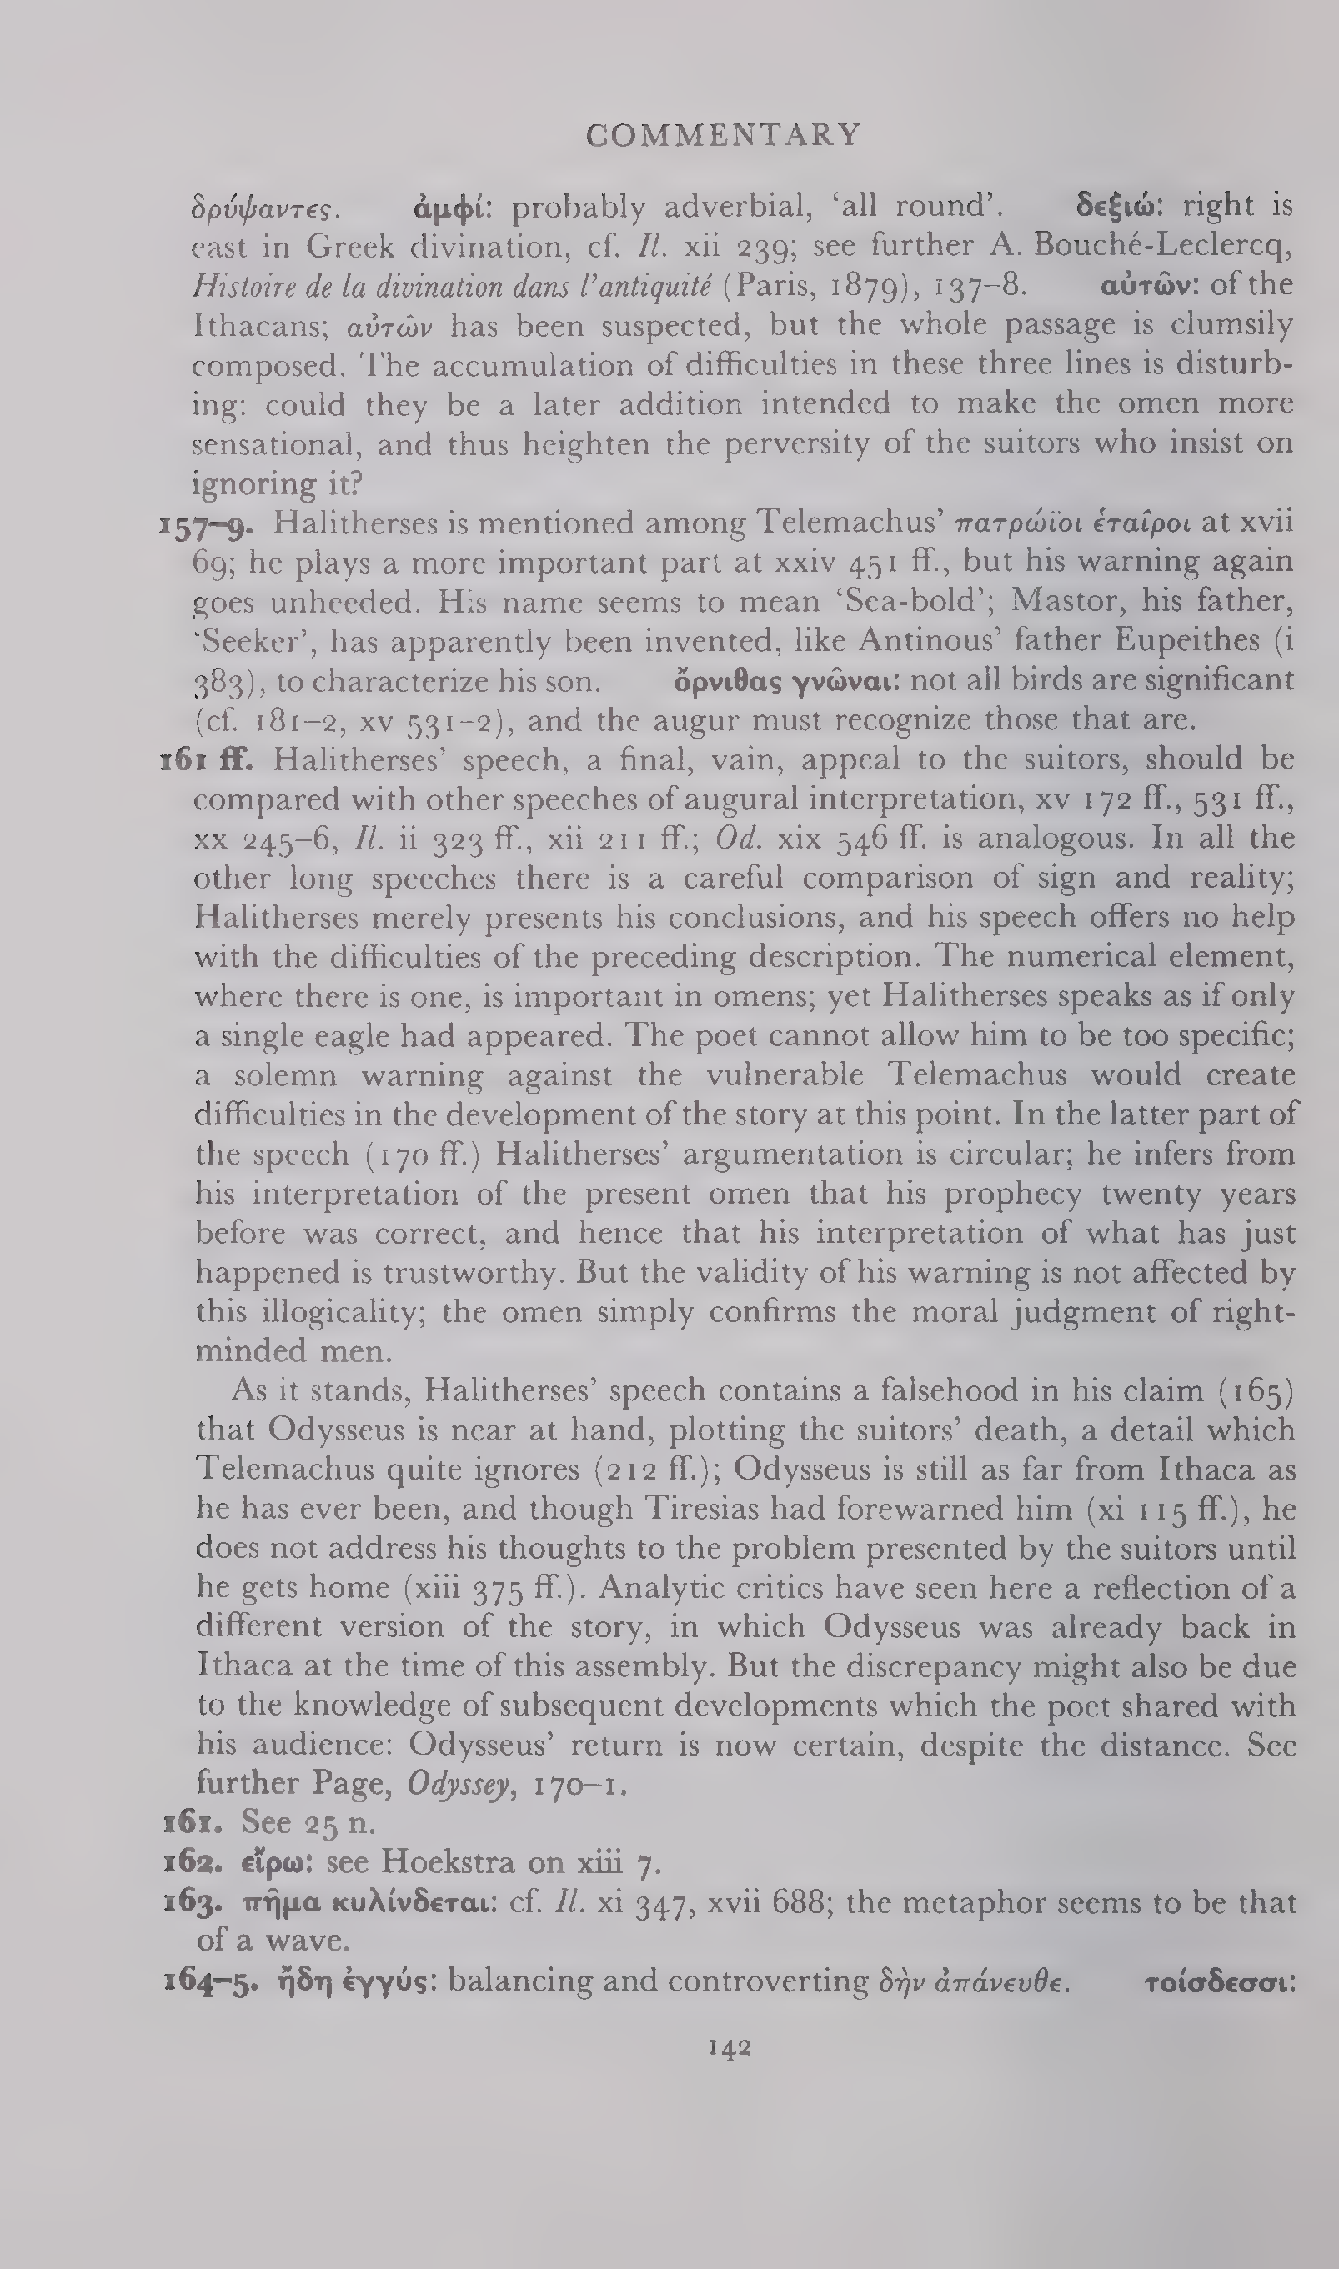 COMMENTARY
δρύψαντες. ἀμφί: probably adverbial, ‘all round’. δεξιώ: right is
east in Greek divination, cf. Il. xii 239; see further A. Bouché-Leclercq,
Histoire de la divination dans l’antiquité (Paris, 1879), 137–8. αὐτῶν: of the
Ithacans; αὐτῶν has been suspected, but the whole passage is clumsily
composed. The accumulation of difficulties in these three lines is disturb-
ing: could they be a later addition intended to make the omen more
sensational, and thus heighten the perversity of the suitors who insist on
ignoring it?
157–9. Halitherses is mentioned among Telemachus’ πατρώϊοι ἑταῖροι at xvii
69; he plays a more important part at xxiv 451 ff., but his warning again
goes unheeded. His name seems to mean ‘Sea-bold’; Mastor, his father,
‘Seeker’, has apparently been invented, like Antinous’ father Eupeithes (i
383), to characterize his son. ὄρνιθας γνῶναι: not all birds are significant
(cf. 181–2, xv 531–2), and the augur must recognize those that are.
161 ff. Halitherses’ speech, a final, vain, appeal to the suitors, should be
compared with other speeches of augural interpretation, xv 172 ff., 531 ff.,
xx 245–6, Il. ii 323 ff., xii 211 ff.; Od. xix 546 ff. is analogous. In all the
other long speeches there is a careful comparison of sign and reality;
Halitherses merely presents his conclusions, and his speech offers no help
with the difficulties of the preceding description. The numerical element,
where there is one, is important in omens; yet Halitherses speaks as if only
a single eagle had appeared. The poet cannot allow him to be too specific;
a solemn warning against the vulnerable Telemachus would create
difficulties in the development of the story at this point. In the latter part of
the speech (170 ff.) Halitherses’ argumentation is circular; he infers from
his interpretation of the present omen that his prophecy twenty years
before was correct, and hence that his interpretation of what has just
happened is trustworthy. But the validity of his warning is not affected by
this illogicality; the omen simply confirms the moral judgment of right-
minded men.
As it stands, Halitherses’ speech contains a falsehood in his claim (165)
that Odysseus is near at hand, plotting the suitors’ death, a detail which
Telemachus quite ignores (212 ff.); Odysseus is still as far from Ithaca as
he has ever been, and though Tiresias had forewarned him (xi 115 ff.), he
does not address his thoughts to the problem presented by the suitors until
he gets home (xiii 375 ff.). Analytic critics have seen here a reflection of a
different version of the story, in which Odysseus was already back in
Ithaca at the time of this assembly. But the discrepancy might also be due
to the knowledge of subsequent developments which the poet shared with
his audience: Odysseus’ return is now certain, despite the distance. See
further Page, Odyssey, 170–1.
161. See 25 n.
162. εἴρω: see Hoekstra on xiii 7.
163. πῆμα κυλίνδεται: cf. Il. xi 347, xvii 688; the metaphor seems to be that
of a wave.
164–5. ἤδη ἐγγύς: balancing and controverting δὴν ἀπάνευθε. τοίσδεσσι:
142